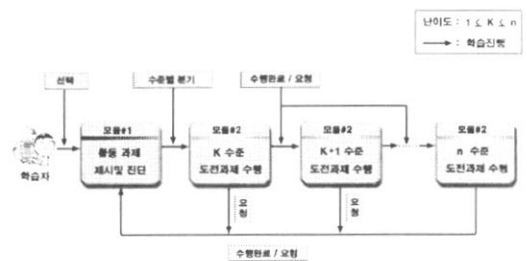 난이도 : 1 ≤ K ≤ n
: 학습진행
선택
수준별 분기
수행완료 / 요청
모듈#1
활동 과제
제시및 진단
모듈#2
K 수준
도전과제 수행
모듈#2
K+1 수준
도전과제 수행
모듈#2
n 수준
도전과제 수행
학습자
요청
요청
수행완료 / 요청